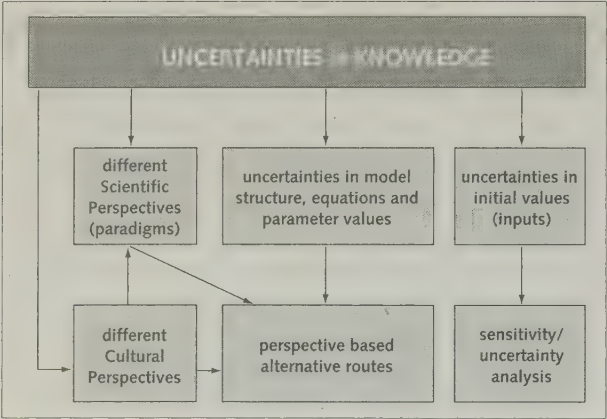 UNCERTAINTIES in KNOWLEDGE
different
Scientific
Perspectives
(paradigms)
uncertainties in model
structure, equations and
parameter values
uncertainties in
initial values
(inputs)
different
Cultural
Perspectives
perspective based
alternative routes
sensitivity/
uncertainty
analysis